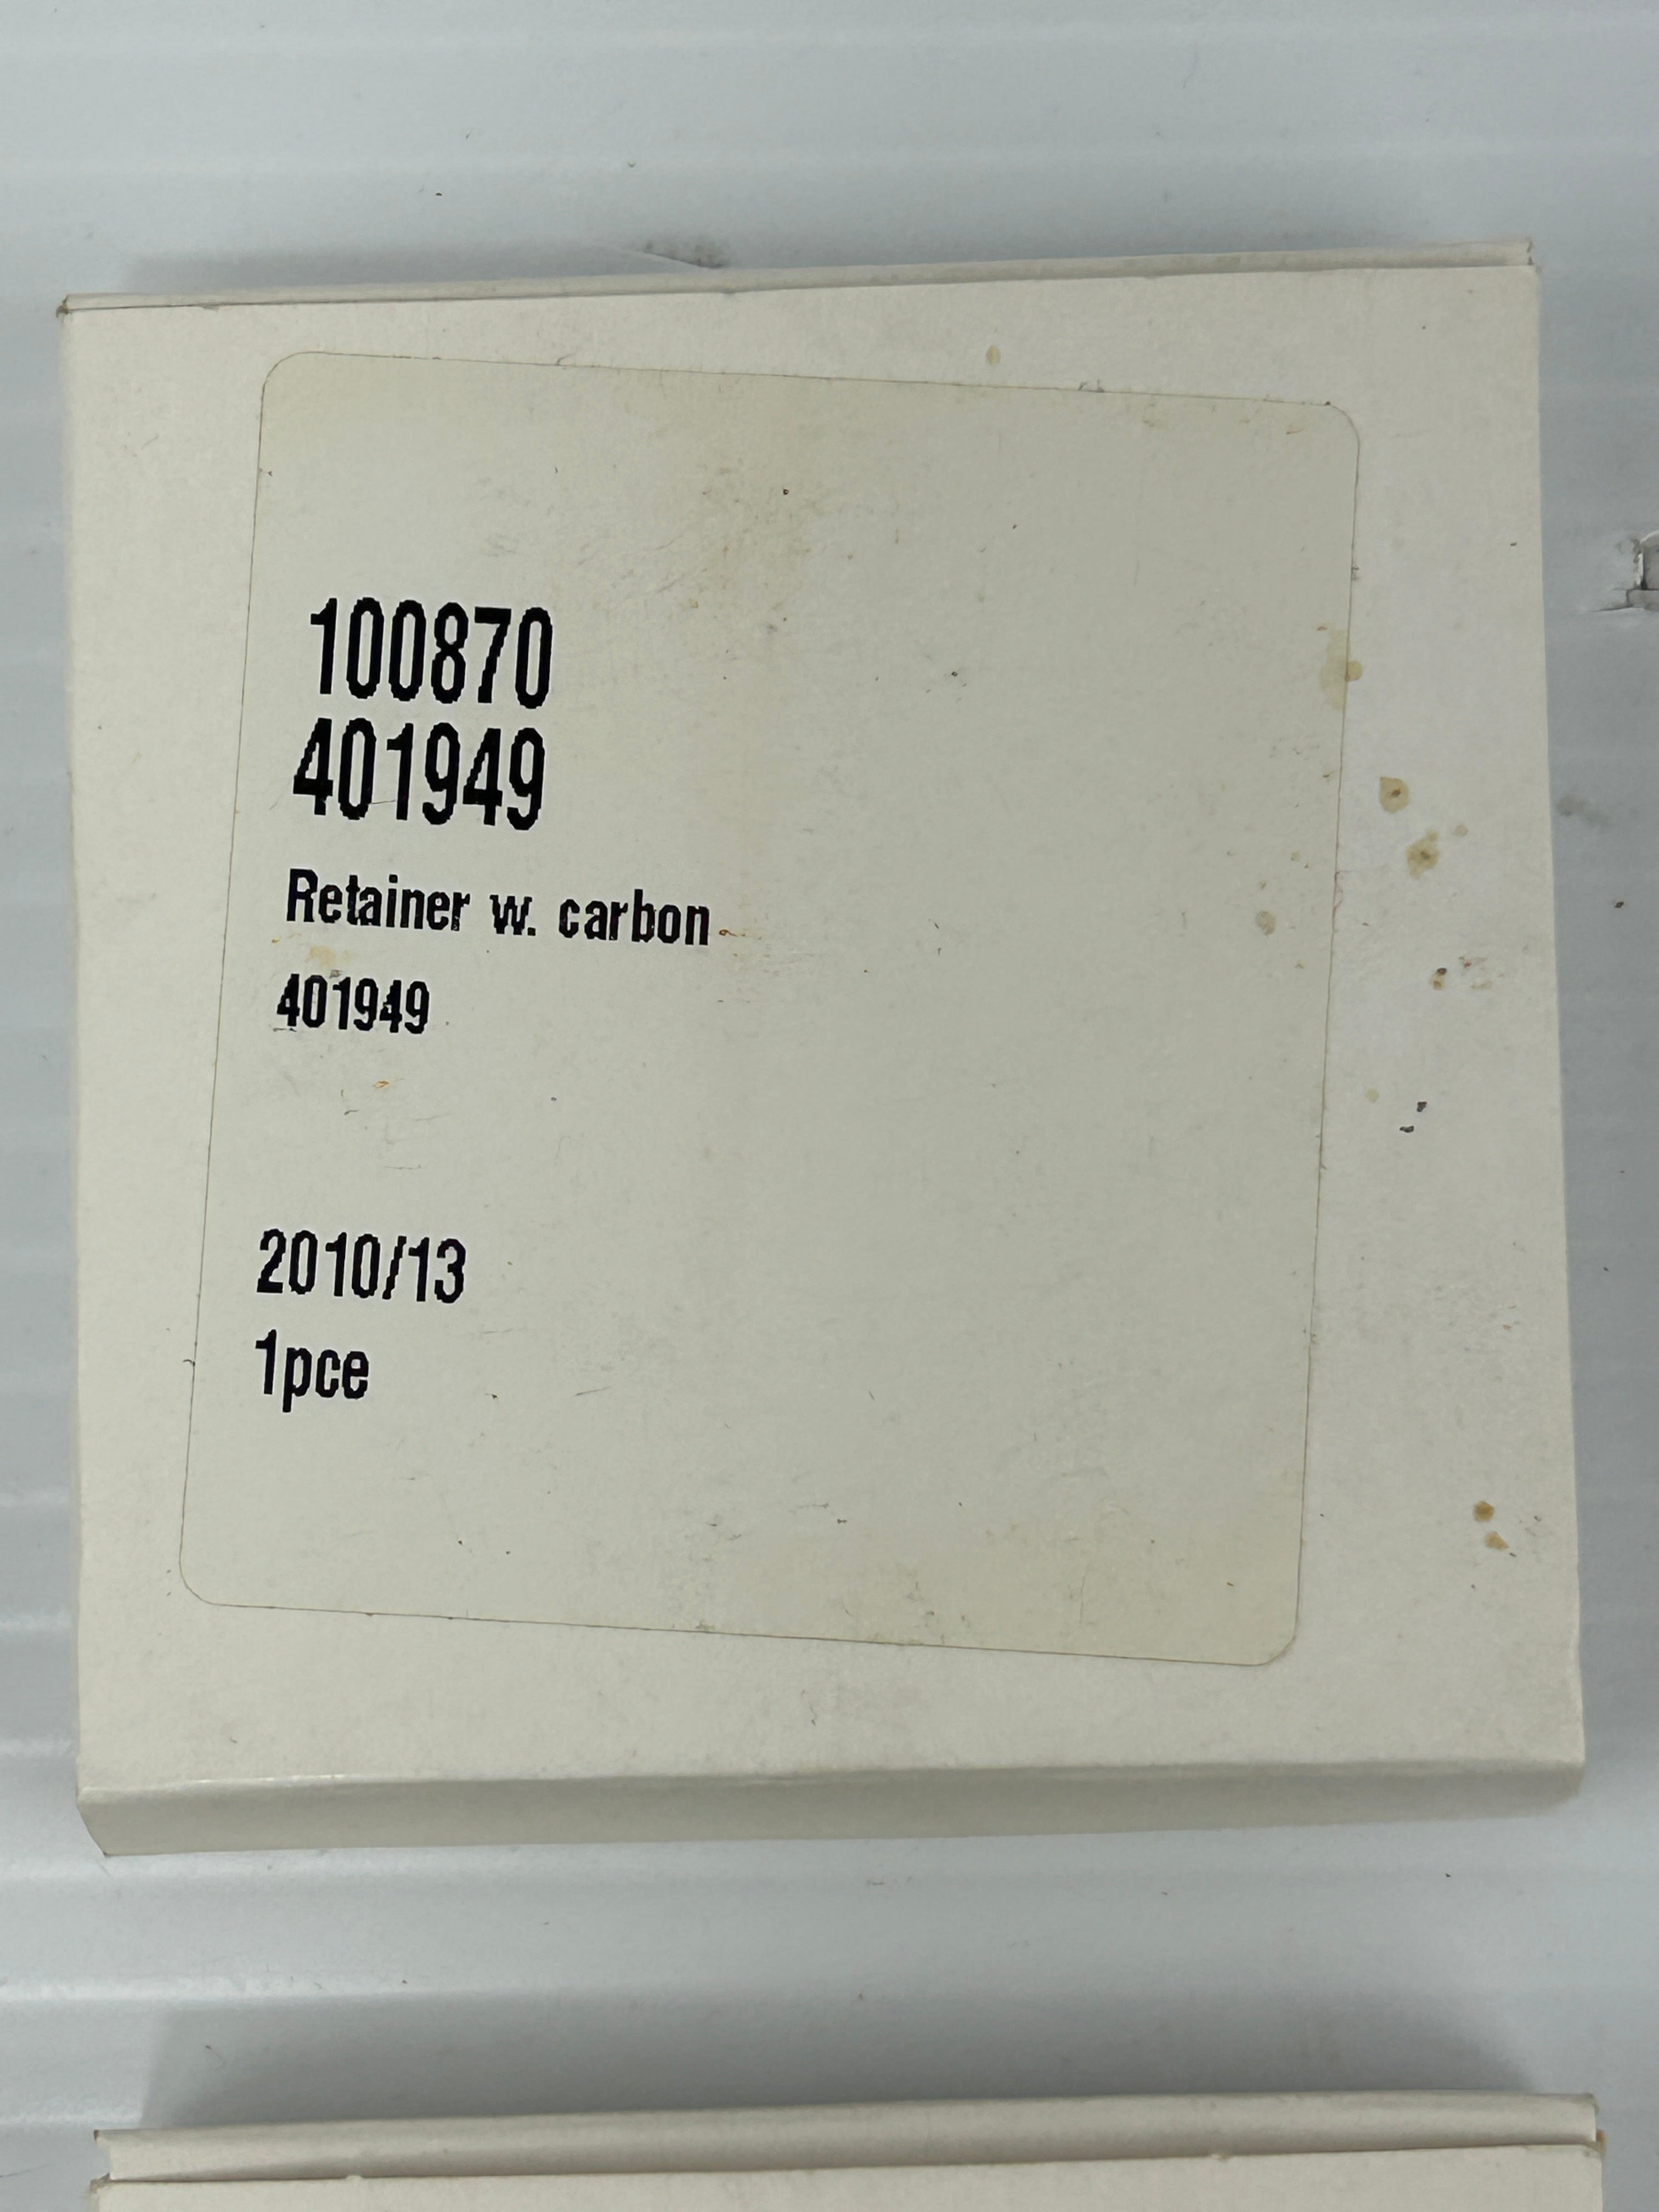 100870
401949
Retainer w. carbon
401949
2010/13
1pce